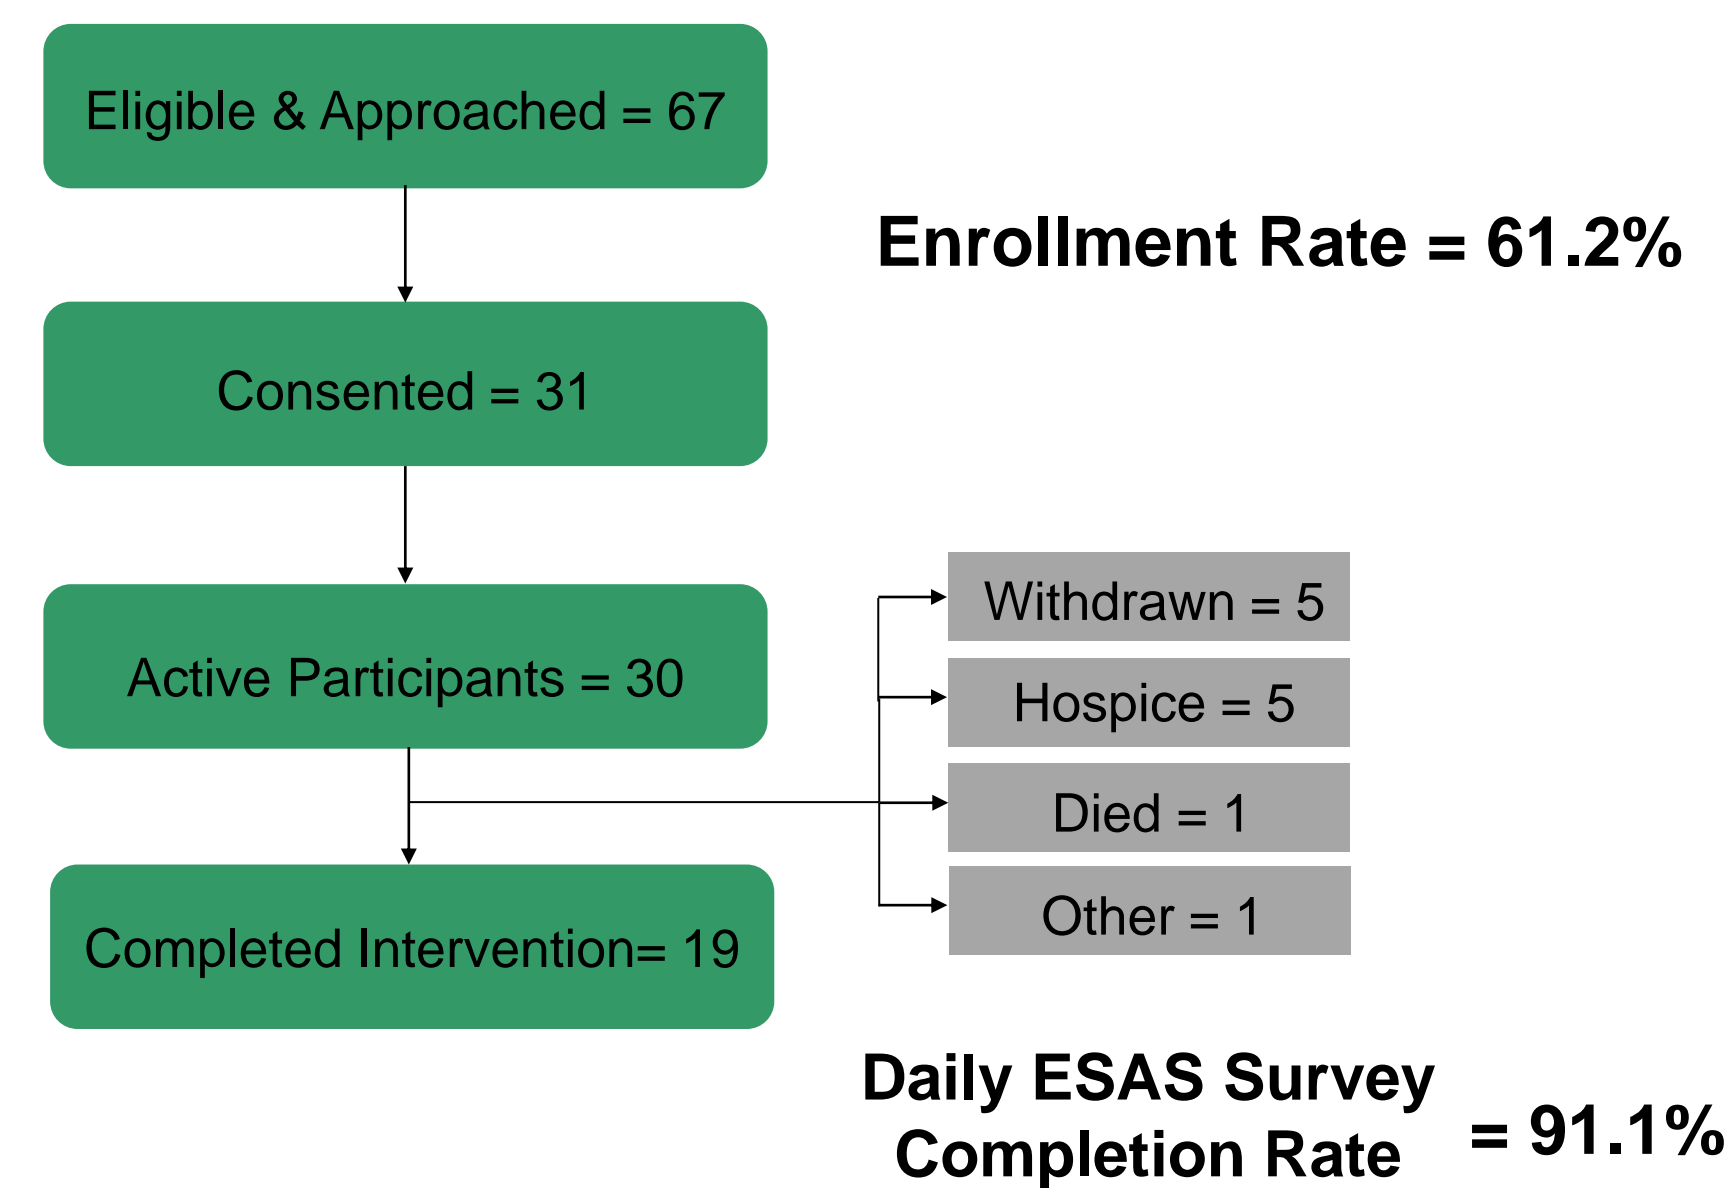 Eligible & Approached = 67
Enrollment Rate = 61.2%
Consented = 31
Active Participants = 30
Withdrawn = 5
Hospice = 5
Died = 1
Other = 1
Completed Intervention= 19
Daily ESAS Survey
Completion Rate
= 91.1%